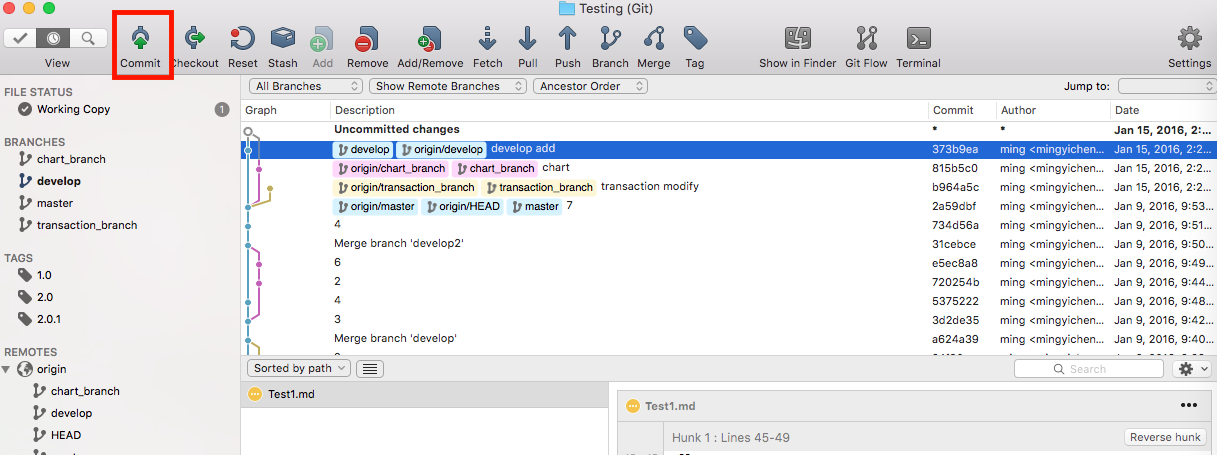 Testing (Git)
View Commit Checkout Reset Stash Add Remove Add/Remove Fetch Pull Push Branch Merge Tag Show in Finder Git Flow Terminal Settings
FILE STATUS
Working Copy 1
BRANCHES
chart_branch
develop
master
transaction_branch
TAGS
1.0
2.0
2.0.1
REMOTES
origin
chart_branch
develop
HEAD
All Branches Show Remote Branches Ancestor Order Jump to:
Graph Description Commit Author Date
Uncommitted changes * * Jan 15, 2016, 2:...
develop origin/develop develop add 373b9ea ming <mingyichen... Jan 15, 2016, 2:2...
origin/chart_branch chart_branch chart 815b5c0 ming <mingyichen... Jan 15, 2016, 2:2...
origin/transaction_branch transaction_branch transaction modify b964a5c ming <mingyichen... Jan 15, 2016, 2:2...
origin/master origin/HEAD master 7 2a59dbf ming <mingyichen... Jan 9, 2016, 9:53...
4 734d56a ming <mingyichen... Jan 9, 2016, 9:51...
Merge branch 'develop2' 31cebce ming <mingyichen... Jan 9, 2016, 9:50...
6 e5ec8a8 ming <mingyichen... Jan 9, 2016, 9:49...
2 720254b ming <mingyichen... Jan 9, 2016, 9:44...
4 5375222 ming <mingyichen... Jan 9, 2016, 9:48...
3 3d2de35 ming <mingyichen... Jan 9, 2016, 9:42...
Merge branch 'develop' a624a39 ming <mingyichen... Jan 9, 2016, 9:39...
Sorted by path Search
Test1.md
Test1.md
Hunk 1 : Lines 45-49
Reverse hunk